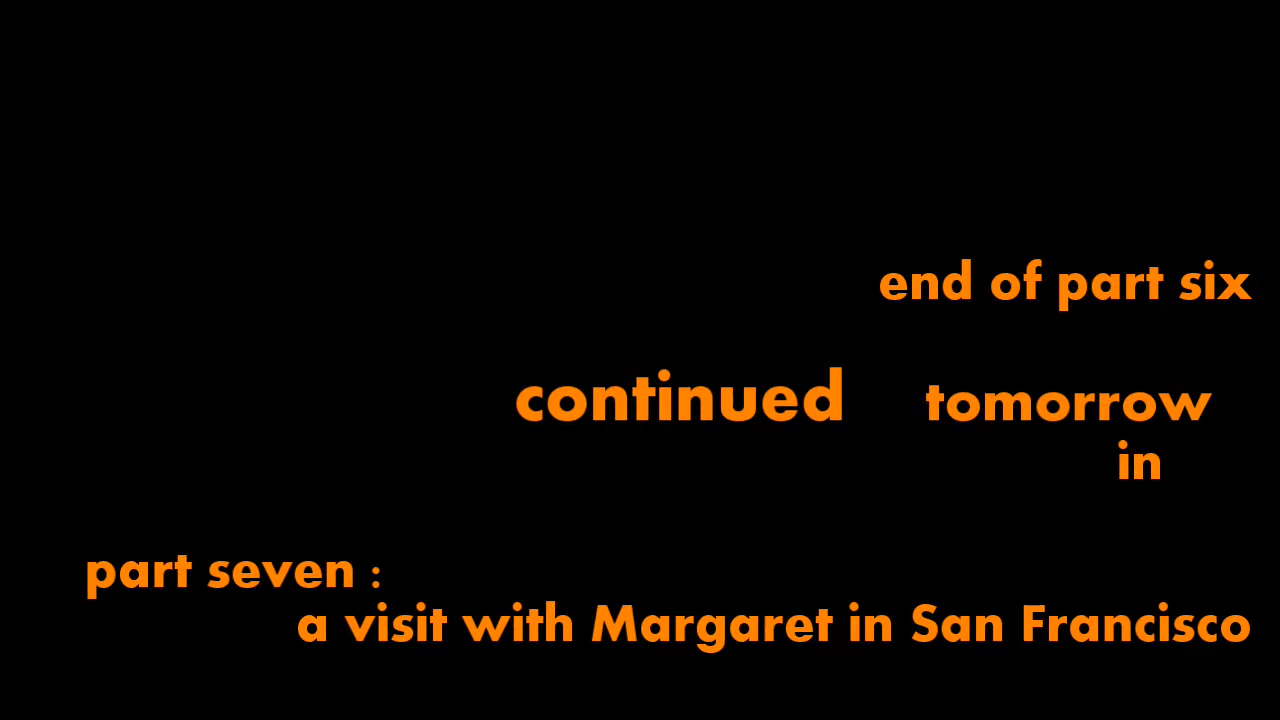 end of part six
continued tomorrow
in
part seven :
a visit with Margaret in San Francisco